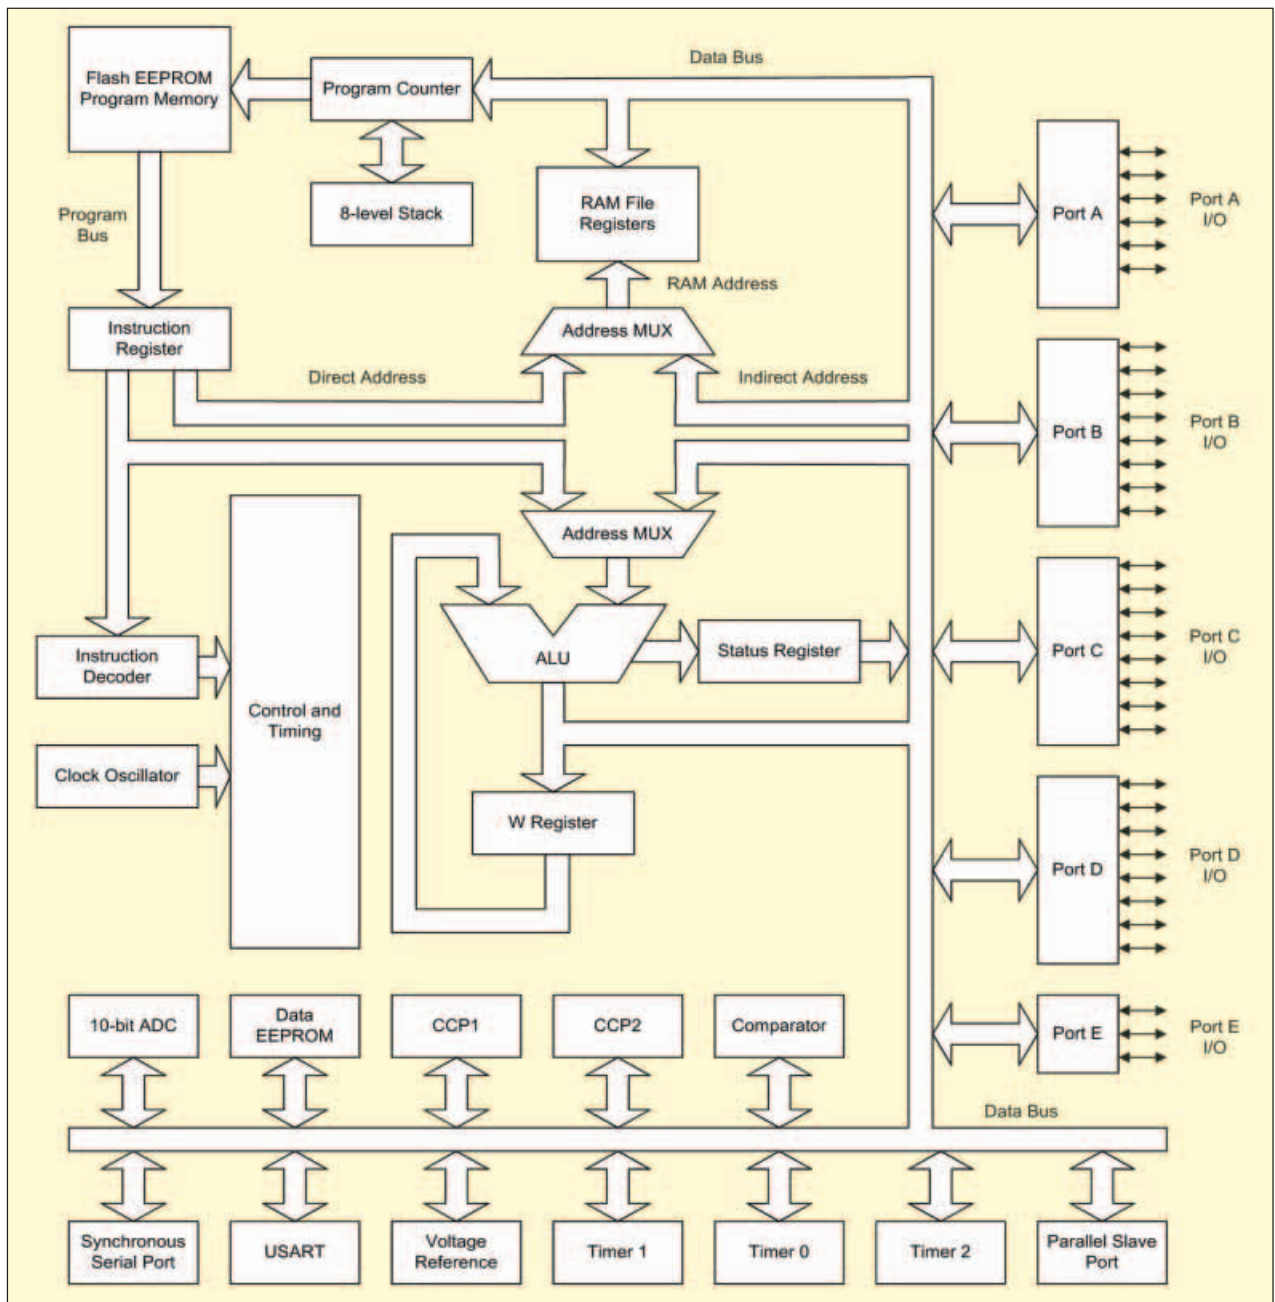 Data Bus
Flash EEPROM
Program Memory
Program Counter
8-level Stack
RAM File
Registers
Port A
Port A
I/O
Program
Bus
RAM Address
Instruction
Register
Address MUX
Direct Address
Indirect Address
Port B
Port B
I/O
Address MUX
Instruction
Decoder
ALU
Status Register
Port C
Port C
I/O
Control and
Timing
Clock Oscillator
W Register
Port D
Port D
I/O
10-bit ADC
Data
EEPROM
CCP1
CCP2
Comparator
Port E
Port E
I/O
Data Bus
Synchronous
Serial Port
USART
Voltage
Reference
Timer 1
Timer 0
Timer 2
Parallel Slave
Port